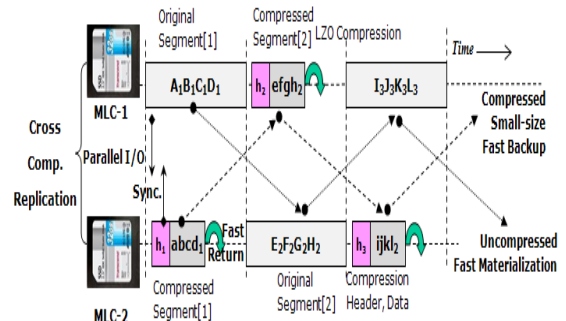 Original
Segment[1]
Compressed
Segment[2]
LZO Compression
Time
A₁B₁C₁D₁
h₂ efgh₂
I₃J₃K₃L₃
MLC-1
Cross
Comp.
Replication
Parallel I/O
Sync.
Compressed
Small-size
Fast Backup
h₁ abcd₁
Fast
Return
E₂F₂G₂H₂
h₃ ijkl₂
Uncompressed
Fast Materialization
MLC-2
Compressed
Segment[1]
Original
Segment[2]
Compression
Header, Data